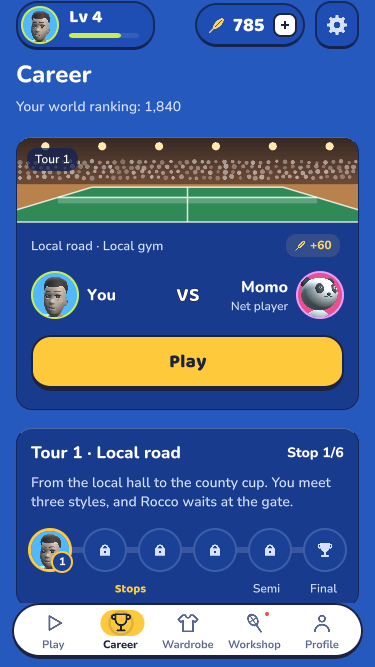 Lv 4
785
+
Career
Your world ranking: 1,840
Tour 1
Local road · Local gym
+60
You
VS
Momo
Net player
Play
Tour 1 · Local road
Stop 1/6
From the local hall to the county cup. You meet
three styles, and Rocco waits at the gate.
1
Stops
Semi
Final
Play
Career
Wardrobe
Workshop
Profile